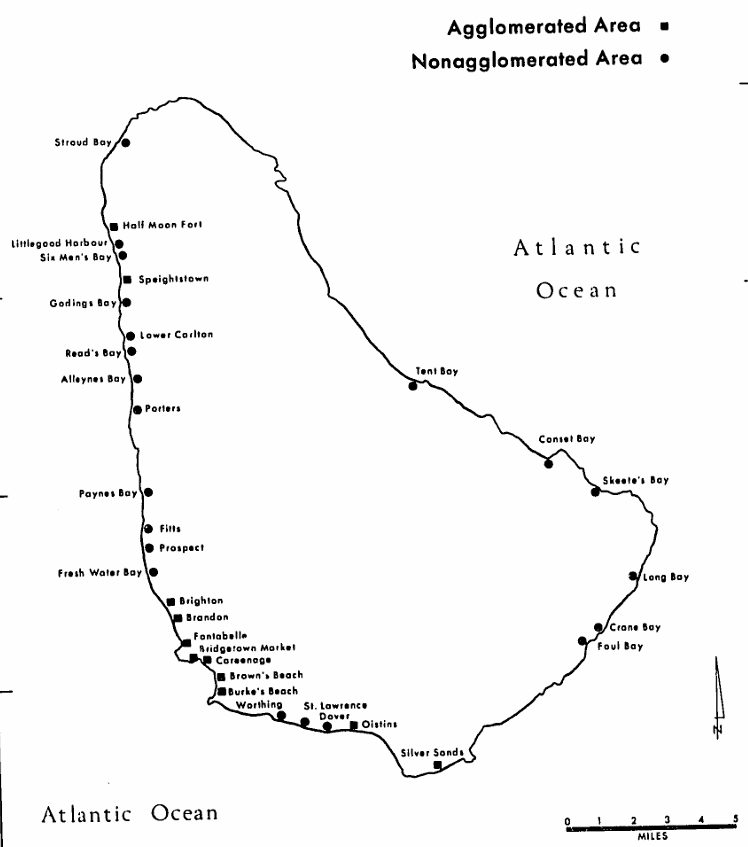 Agglomerated Area
Nonagglomerated Area
Stroud Bay
Half Moon Fort
Littlegood Harbour
Six Men's Bay
Atlantic
Ocean
Speightstown
Godings Bay
Lower Carlton
Read's Bay
Alleynes Bay
Tent Bay
Porters
Conset Bay
Skeete's Bay
Paynes Bay
Fitts
Prospect
Fresh Water Bay
Long Bay
Brighton
Brandon
Crane Bay
Fontabelle
Foul Bay
Bridgetown Market
Careenage
Brown's Beach
Burke's Beach
Worthing
St. Lawrence
Dover
Oistins
N
Silver Sands
Atlantic Ocean
0 1 2 3 4 5
MILES